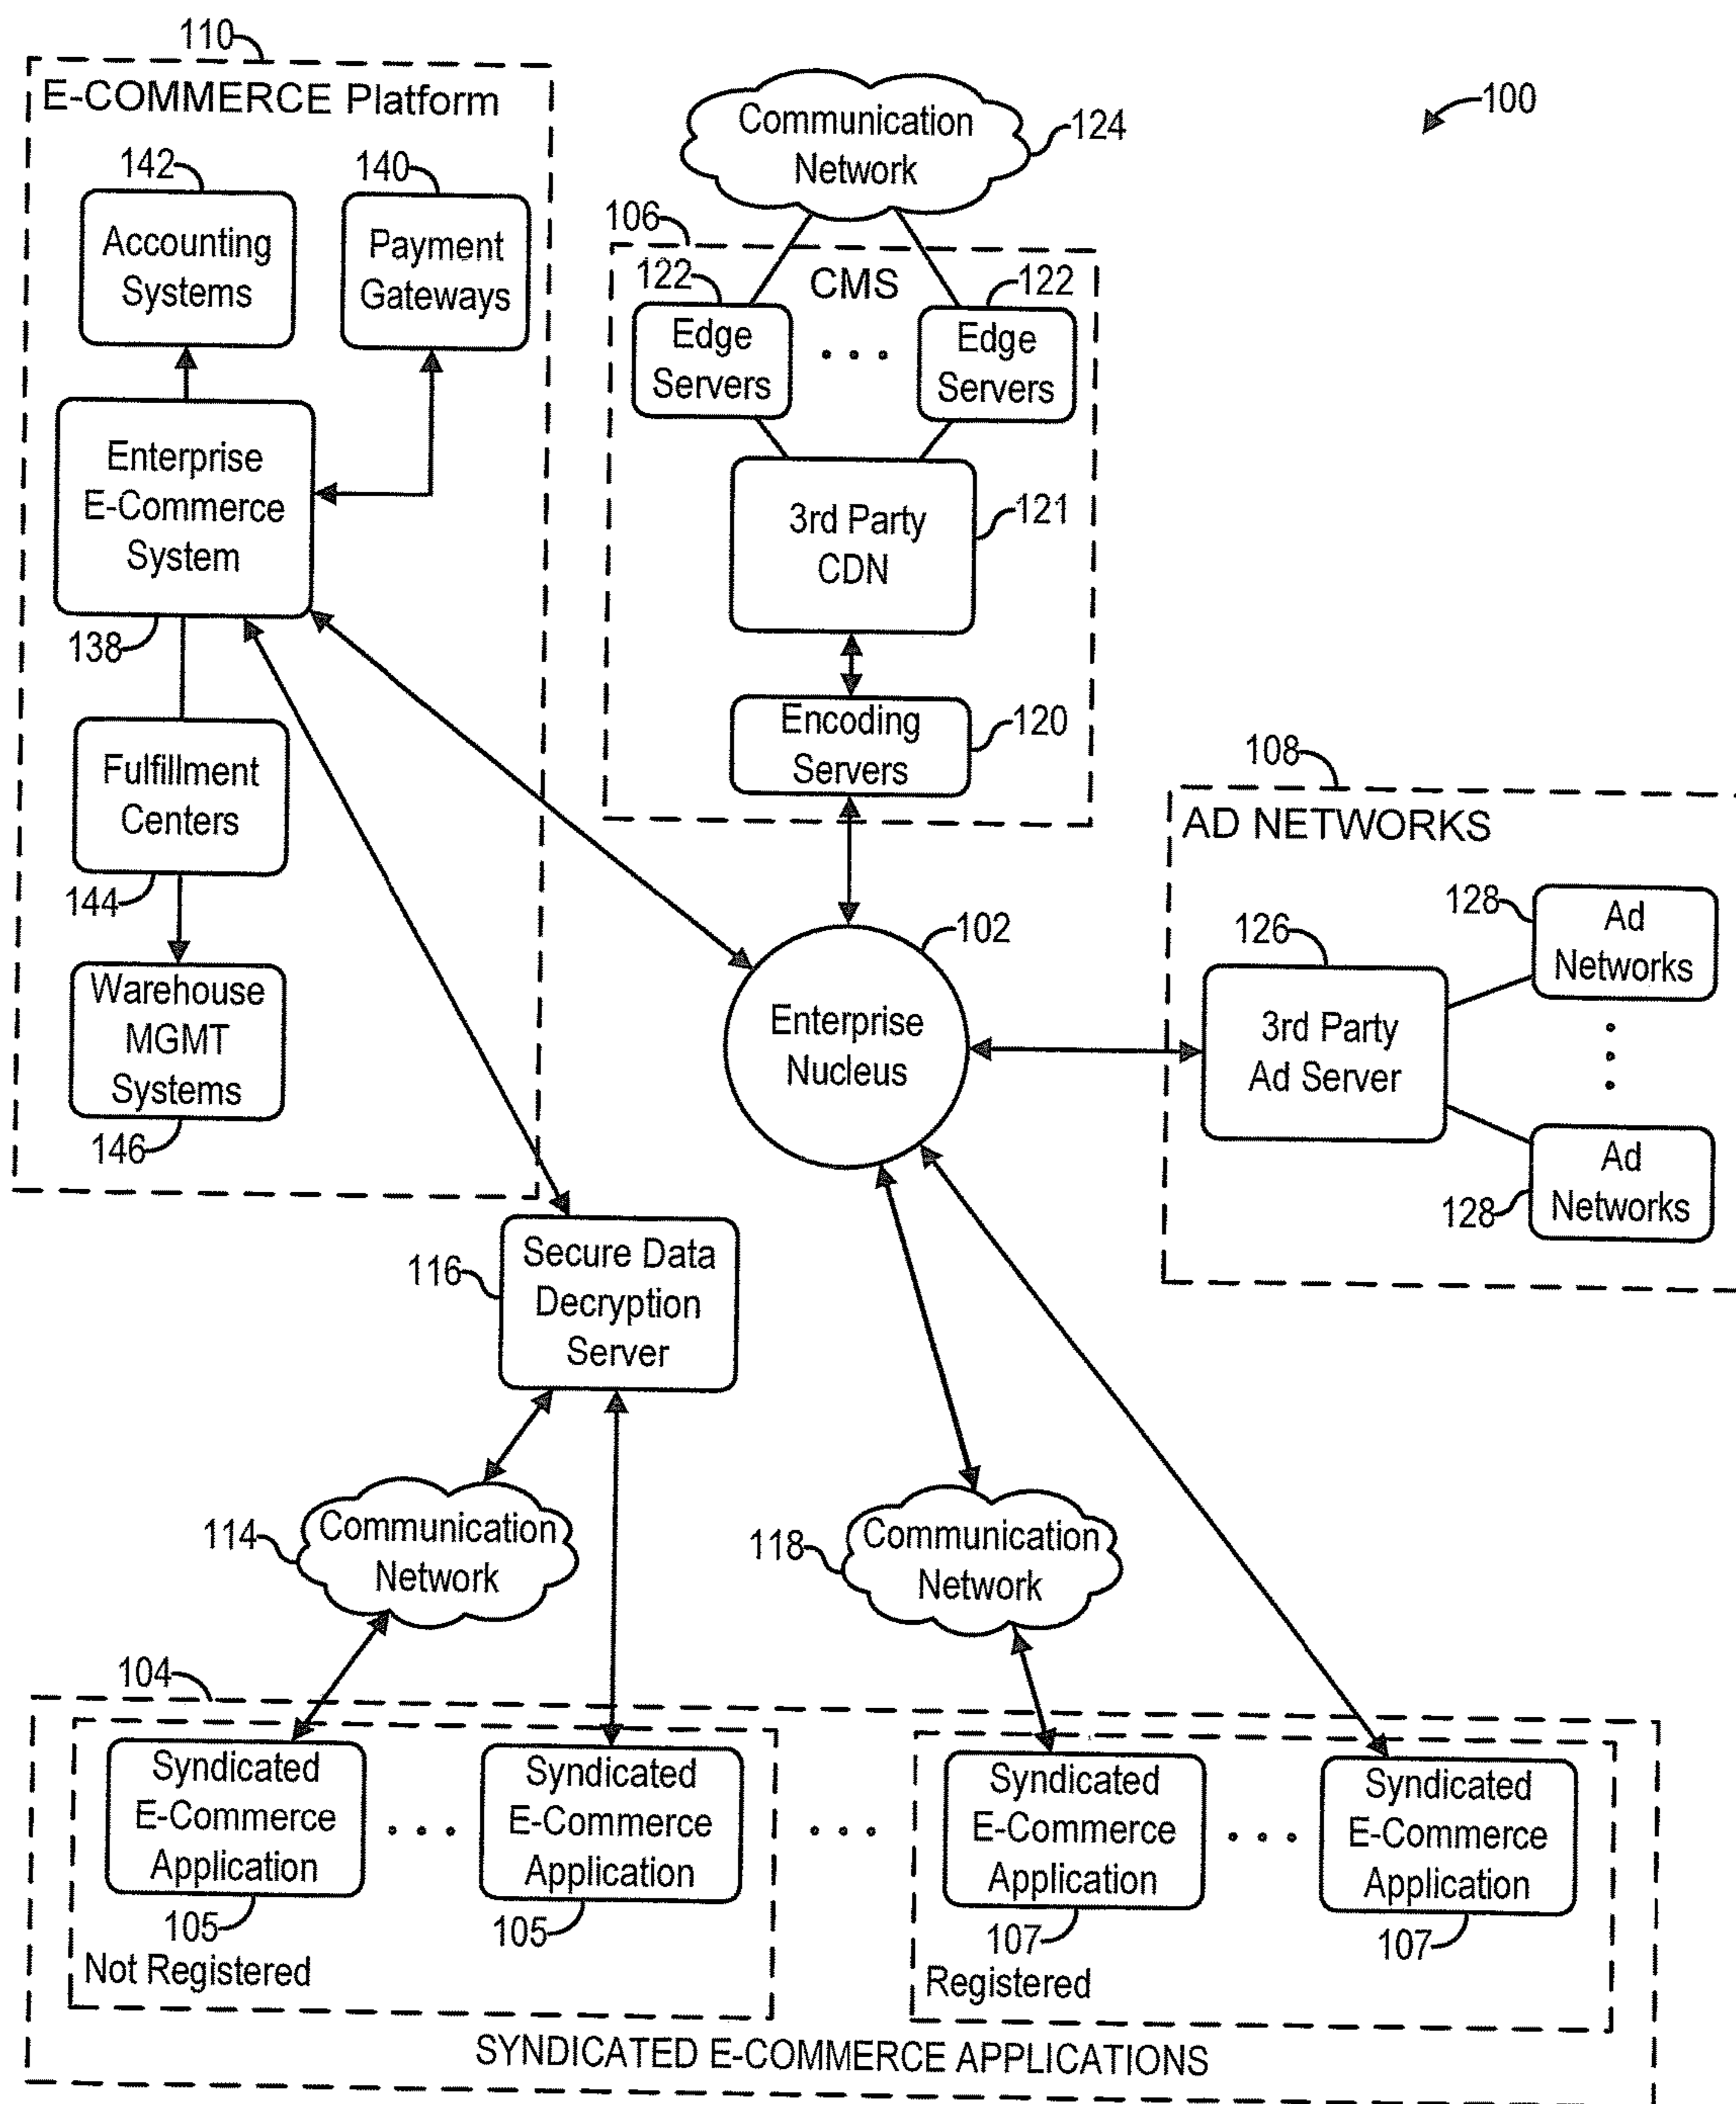 110
E-COMMERCE Platform
142
Accounting
Systems
140
Payment
Gateways
Enterprise
E-Commerce
System
138
Fulfillment
Centers
144
Warehouse
MGMT
Systems
146
Communication
Network
124
100
106
CMS
122
Edge
Servers
122
Edge
Servers
3rd Party
CDN
121
Encoding
Servers
120
108
AD NETWORKS
126
3rd Party
Ad Server
128
Ad
Networks
128
Ad
Networks
102
Enterprise
Nucleus
116
Secure Data
Decryption
Server
114
Communication
Network
118
Communication
Network
104
Syndicated
E-Commerce
Application
105
Syndicated
E-Commerce
Application
105
Not Registered
Syndicated
E-Commerce
Application
107
Syndicated
E-Commerce
Application
107
Registered
SYNDICATED E-COMMERCE APPLICATIONS